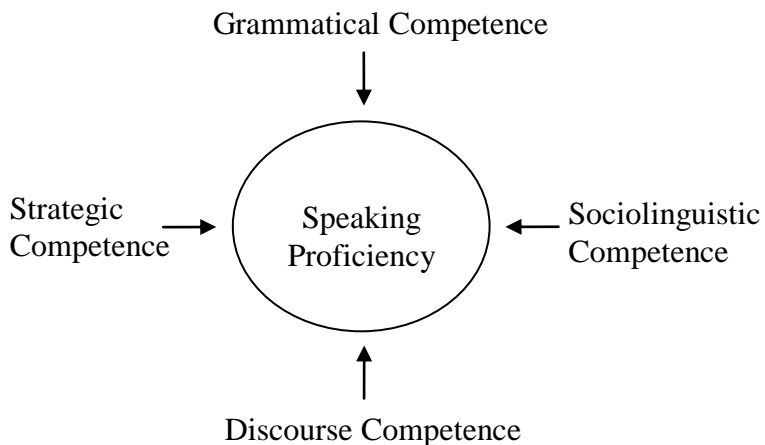 Grammatical Competence
Strategic
Competence
Speaking
Proficiency
Sociolinguistic
Competence
Discourse Competence